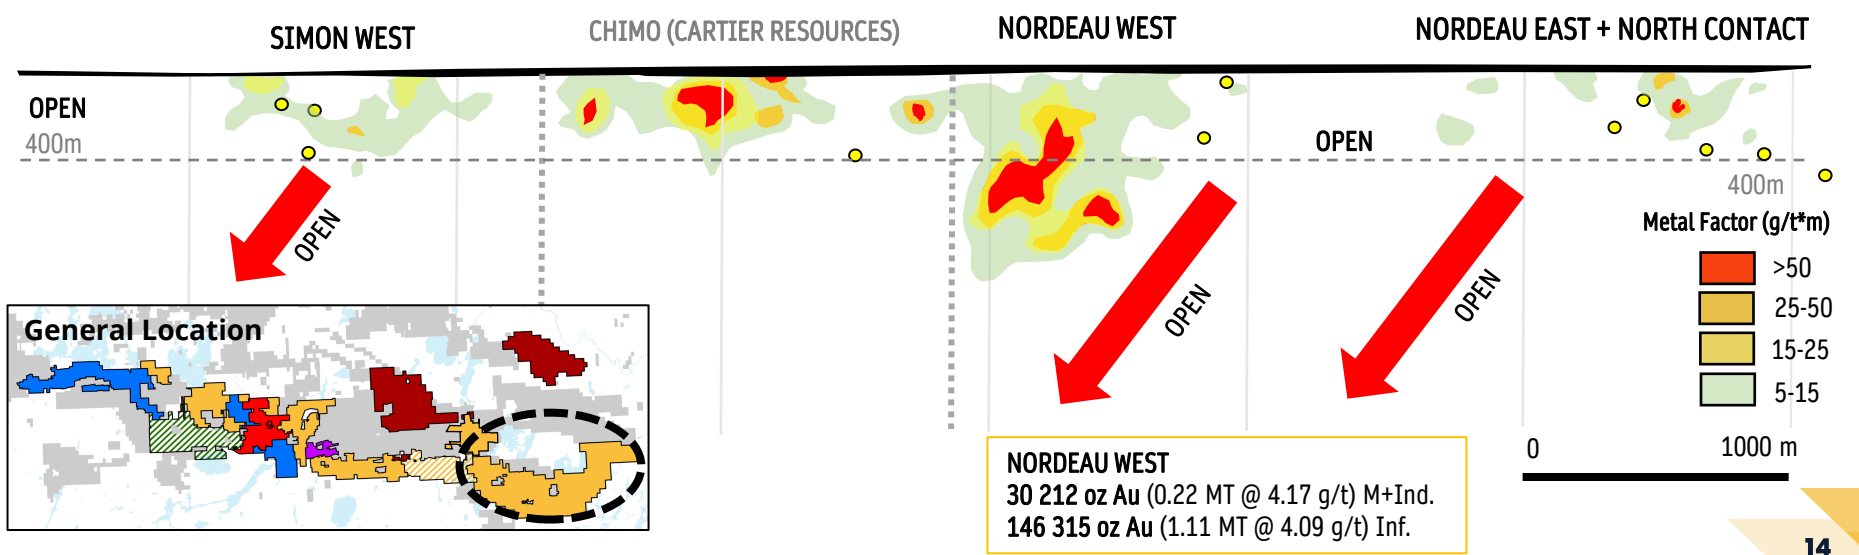 SIMON WEST
CHIMO (CARTIER RESOURCES)
NORDEAU WEST
NORDEAU EAST + NORTH CONTACT
OPEN
400m
OPEN
400m
OPEN
OPEN
OPEN
Metal Factor (g/t*m)
>50
25-50
15-25
5-15
0 1000 m
General Location
NORDEAU WEST
30 212 oz Au (0.22 MT @ 4.17 g/t) M+Ind.
146 315 oz Au (1.11 MT @ 4.09 g/t) Inf.
14